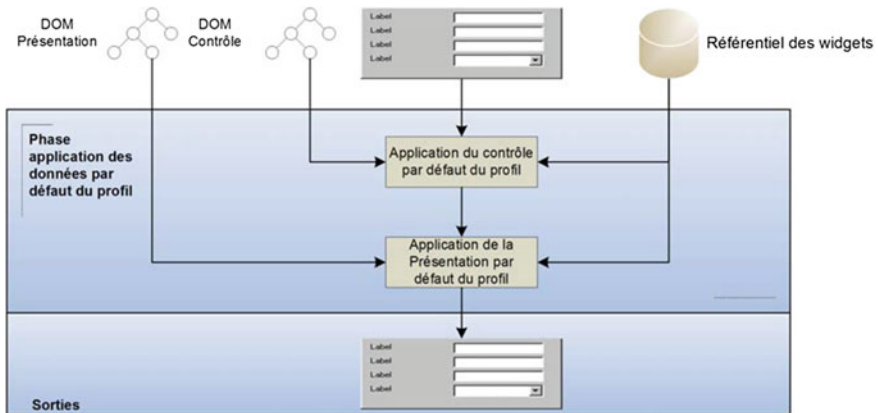 DOM
Présentation
DOM
Contrôle
Label
Label
Label
Label
Référentiel des widgets
Phase
application des
données par
défaut du profil
Application du contrôle
par défaut du profil
Application de la
Présentation par
défaut du profil
Label
Label
Label
Label
Sorties